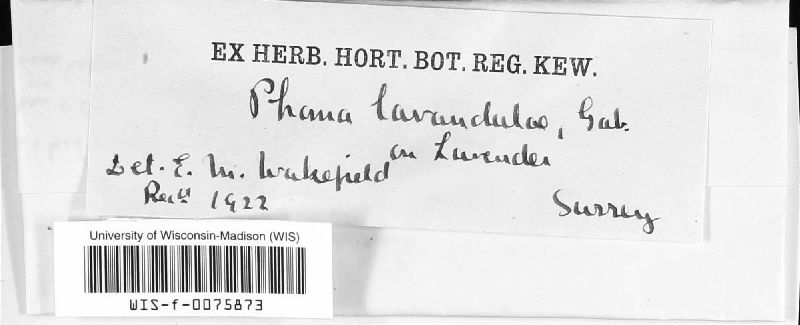 EX HERB. HORT. BOT. REG. KEW.
Phoma lavandulae, Gab.
on Lavender
Det. E. M. Wakefield
Recd 1922
Surrey
University of Wisconsin-Madison (WIS)
WIS-f-0075873